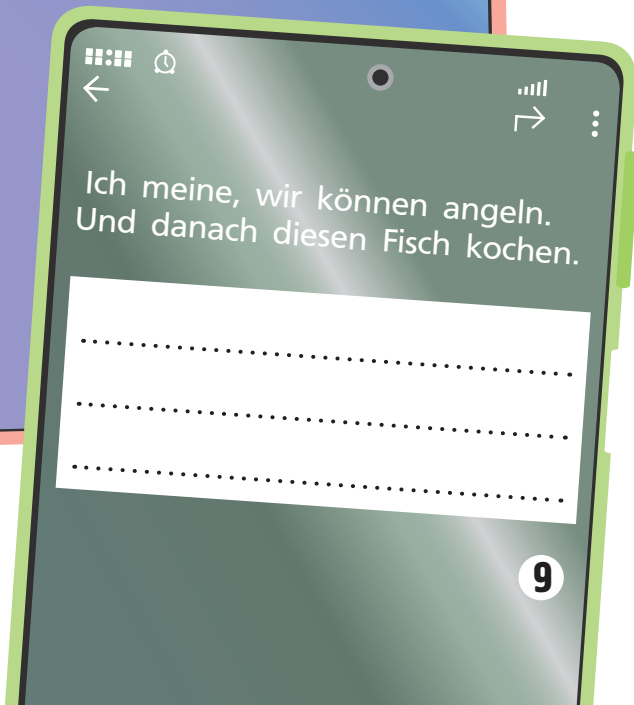 Ich meine, wir können angeln.
Und danach diesen Fisch kochen.
9